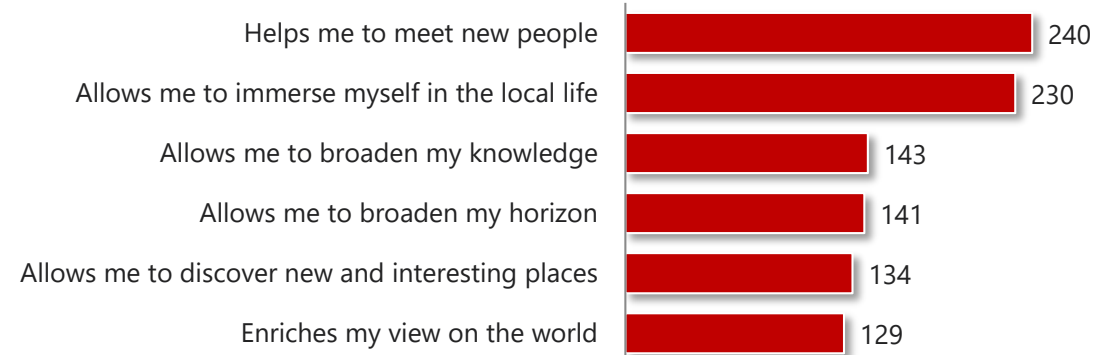 Helps me to meet new people 240
Allows me to immerse myself in the local life 230
Allows me to broaden my knowledge 143
Allows me to broaden my horizon 141
Allows me to discover new and interesting places 134
Enriches my view on the world 129